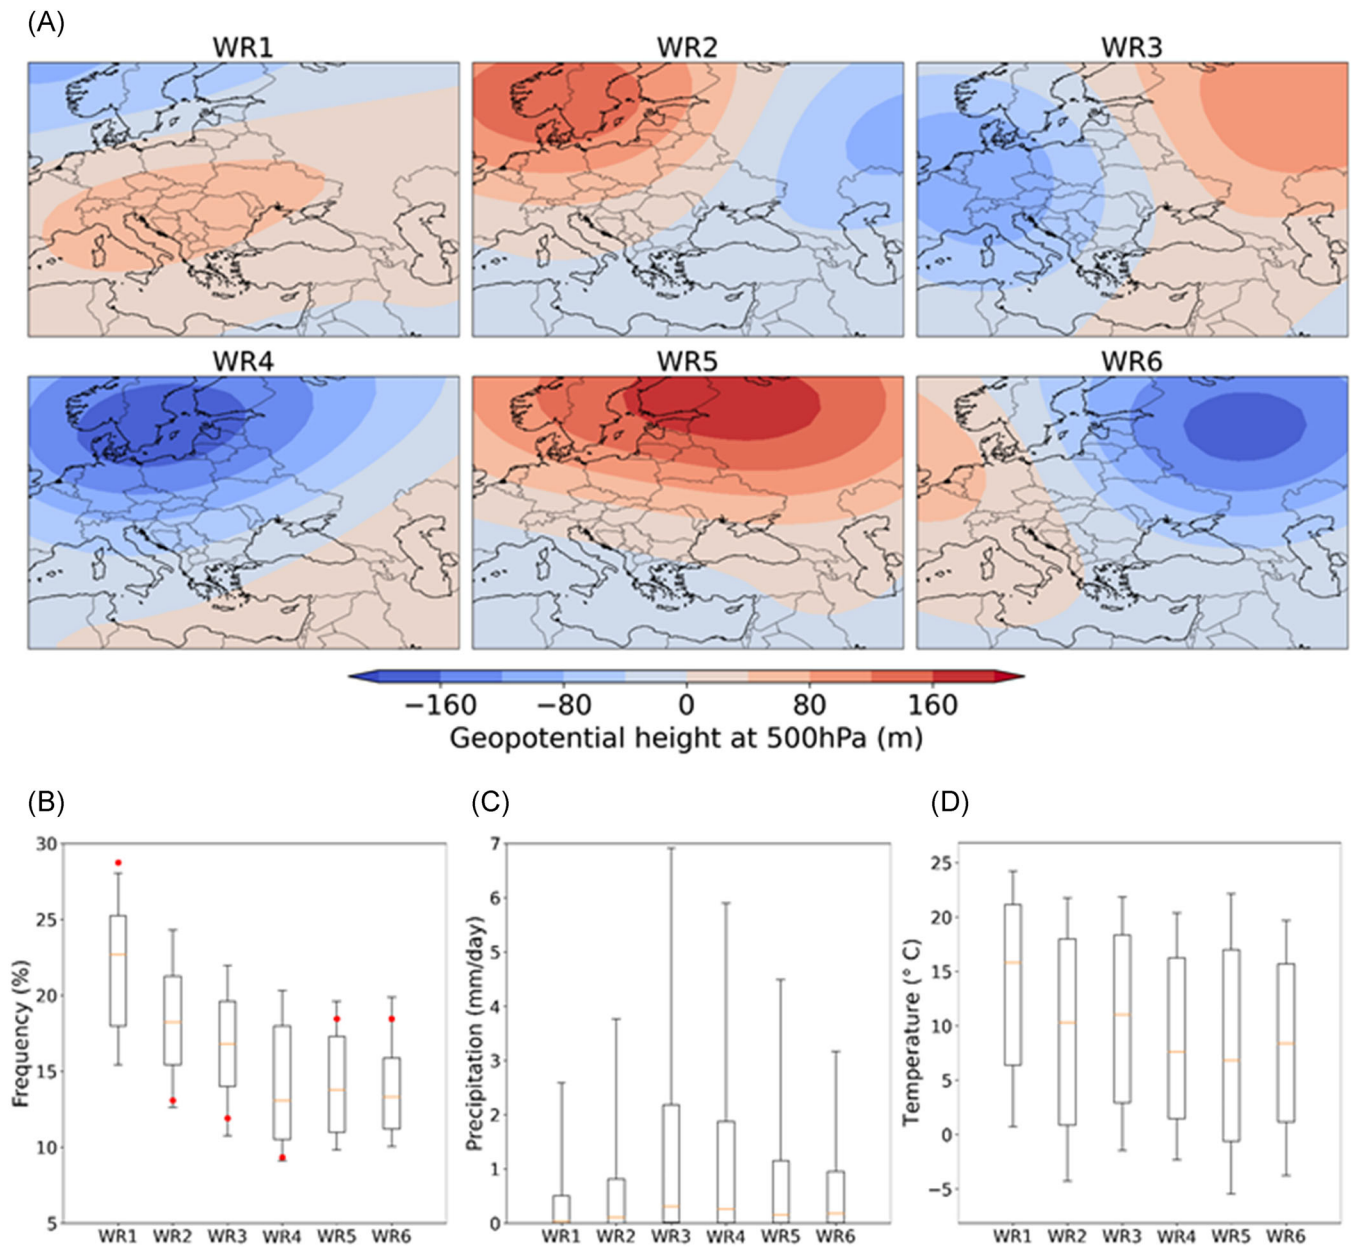 (A)
WR1 WR2 WR3
WR4 WR5 WR6
−160 −80 0 80 160
Geopotential height at 500hPa (m)
(B) (C) (D)
Frequency (%)
30
25
20
15
10
5
WR1 WR2 WR3 WR4 WR5 WR6
Precipitation (mm/day)
7
6
5
4
3
2
1
0
WR1 WR2 WR3 WR4 WR5 WR6
Temperature (° C)
25
20
15
10
5
0
−5
WR1 WR2 WR3 WR4 WR5 WR6